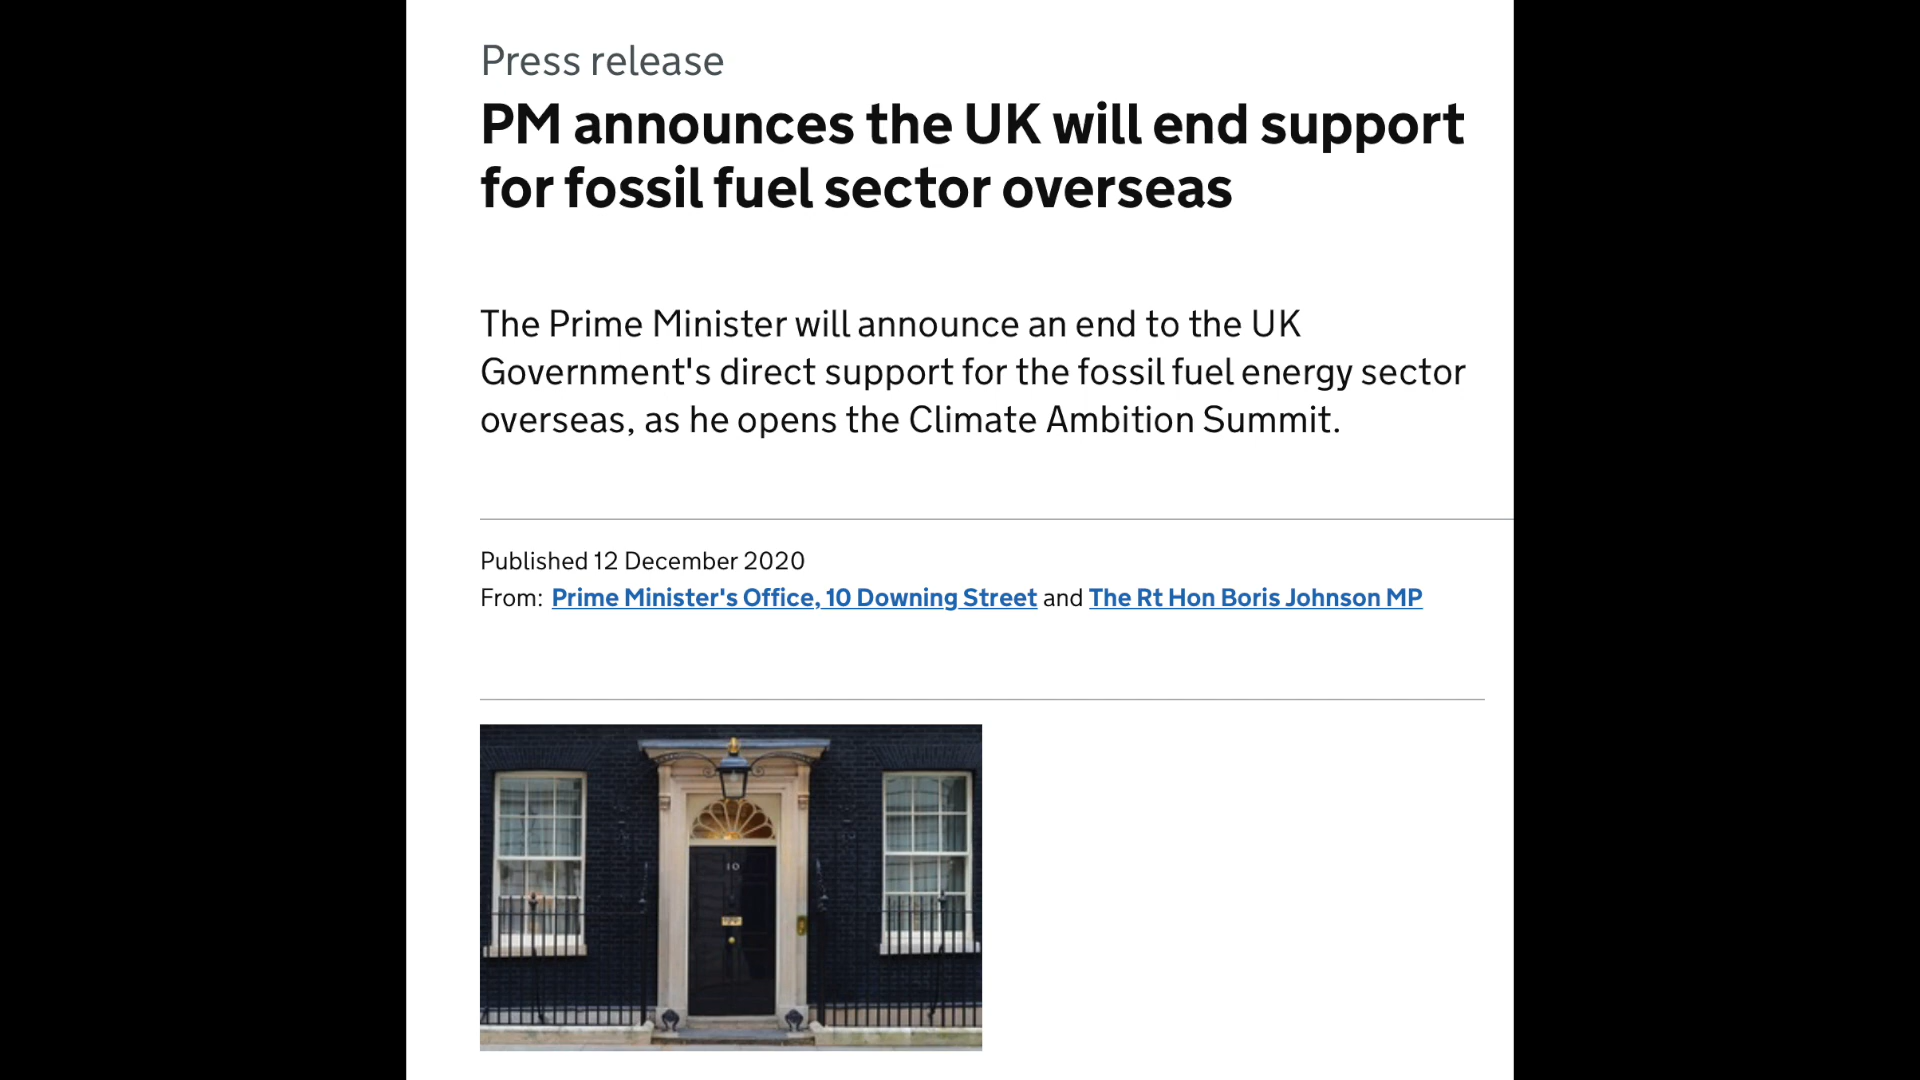 Press release
PM announces the UK will end support
for fossil fuel sector overseas
The Prime Minister will announce an end to the UK
Government's direct support for the fossil fuel energy sector
overseas, as he opens the Climate Ambition Summit.
Published 12 December 2020
From: Prime Minister's Office, 10 Downing Street and The Rt Hon Boris Johnson MP
10